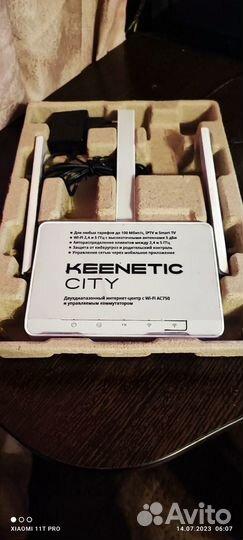 • Для любых тарифов до 100 Мбит/с, IPTV и Smart TV
• Wi-Fi 2,4 и 5 ГГц с высокоточными антеннами 5 дБи
• Автораспределение клиентов между 2,4 и 5 ГГц
• Защита от киберугроз и родительский контроль
• Управление сетью через мобильное приложение
KEENETIC
CITY
Двухдиапазонный интернет-центр с Wi-Fi AC750
и управляемым коммутатором
XIAOMI 11T PRO
14.07.2023 06:07
Avito